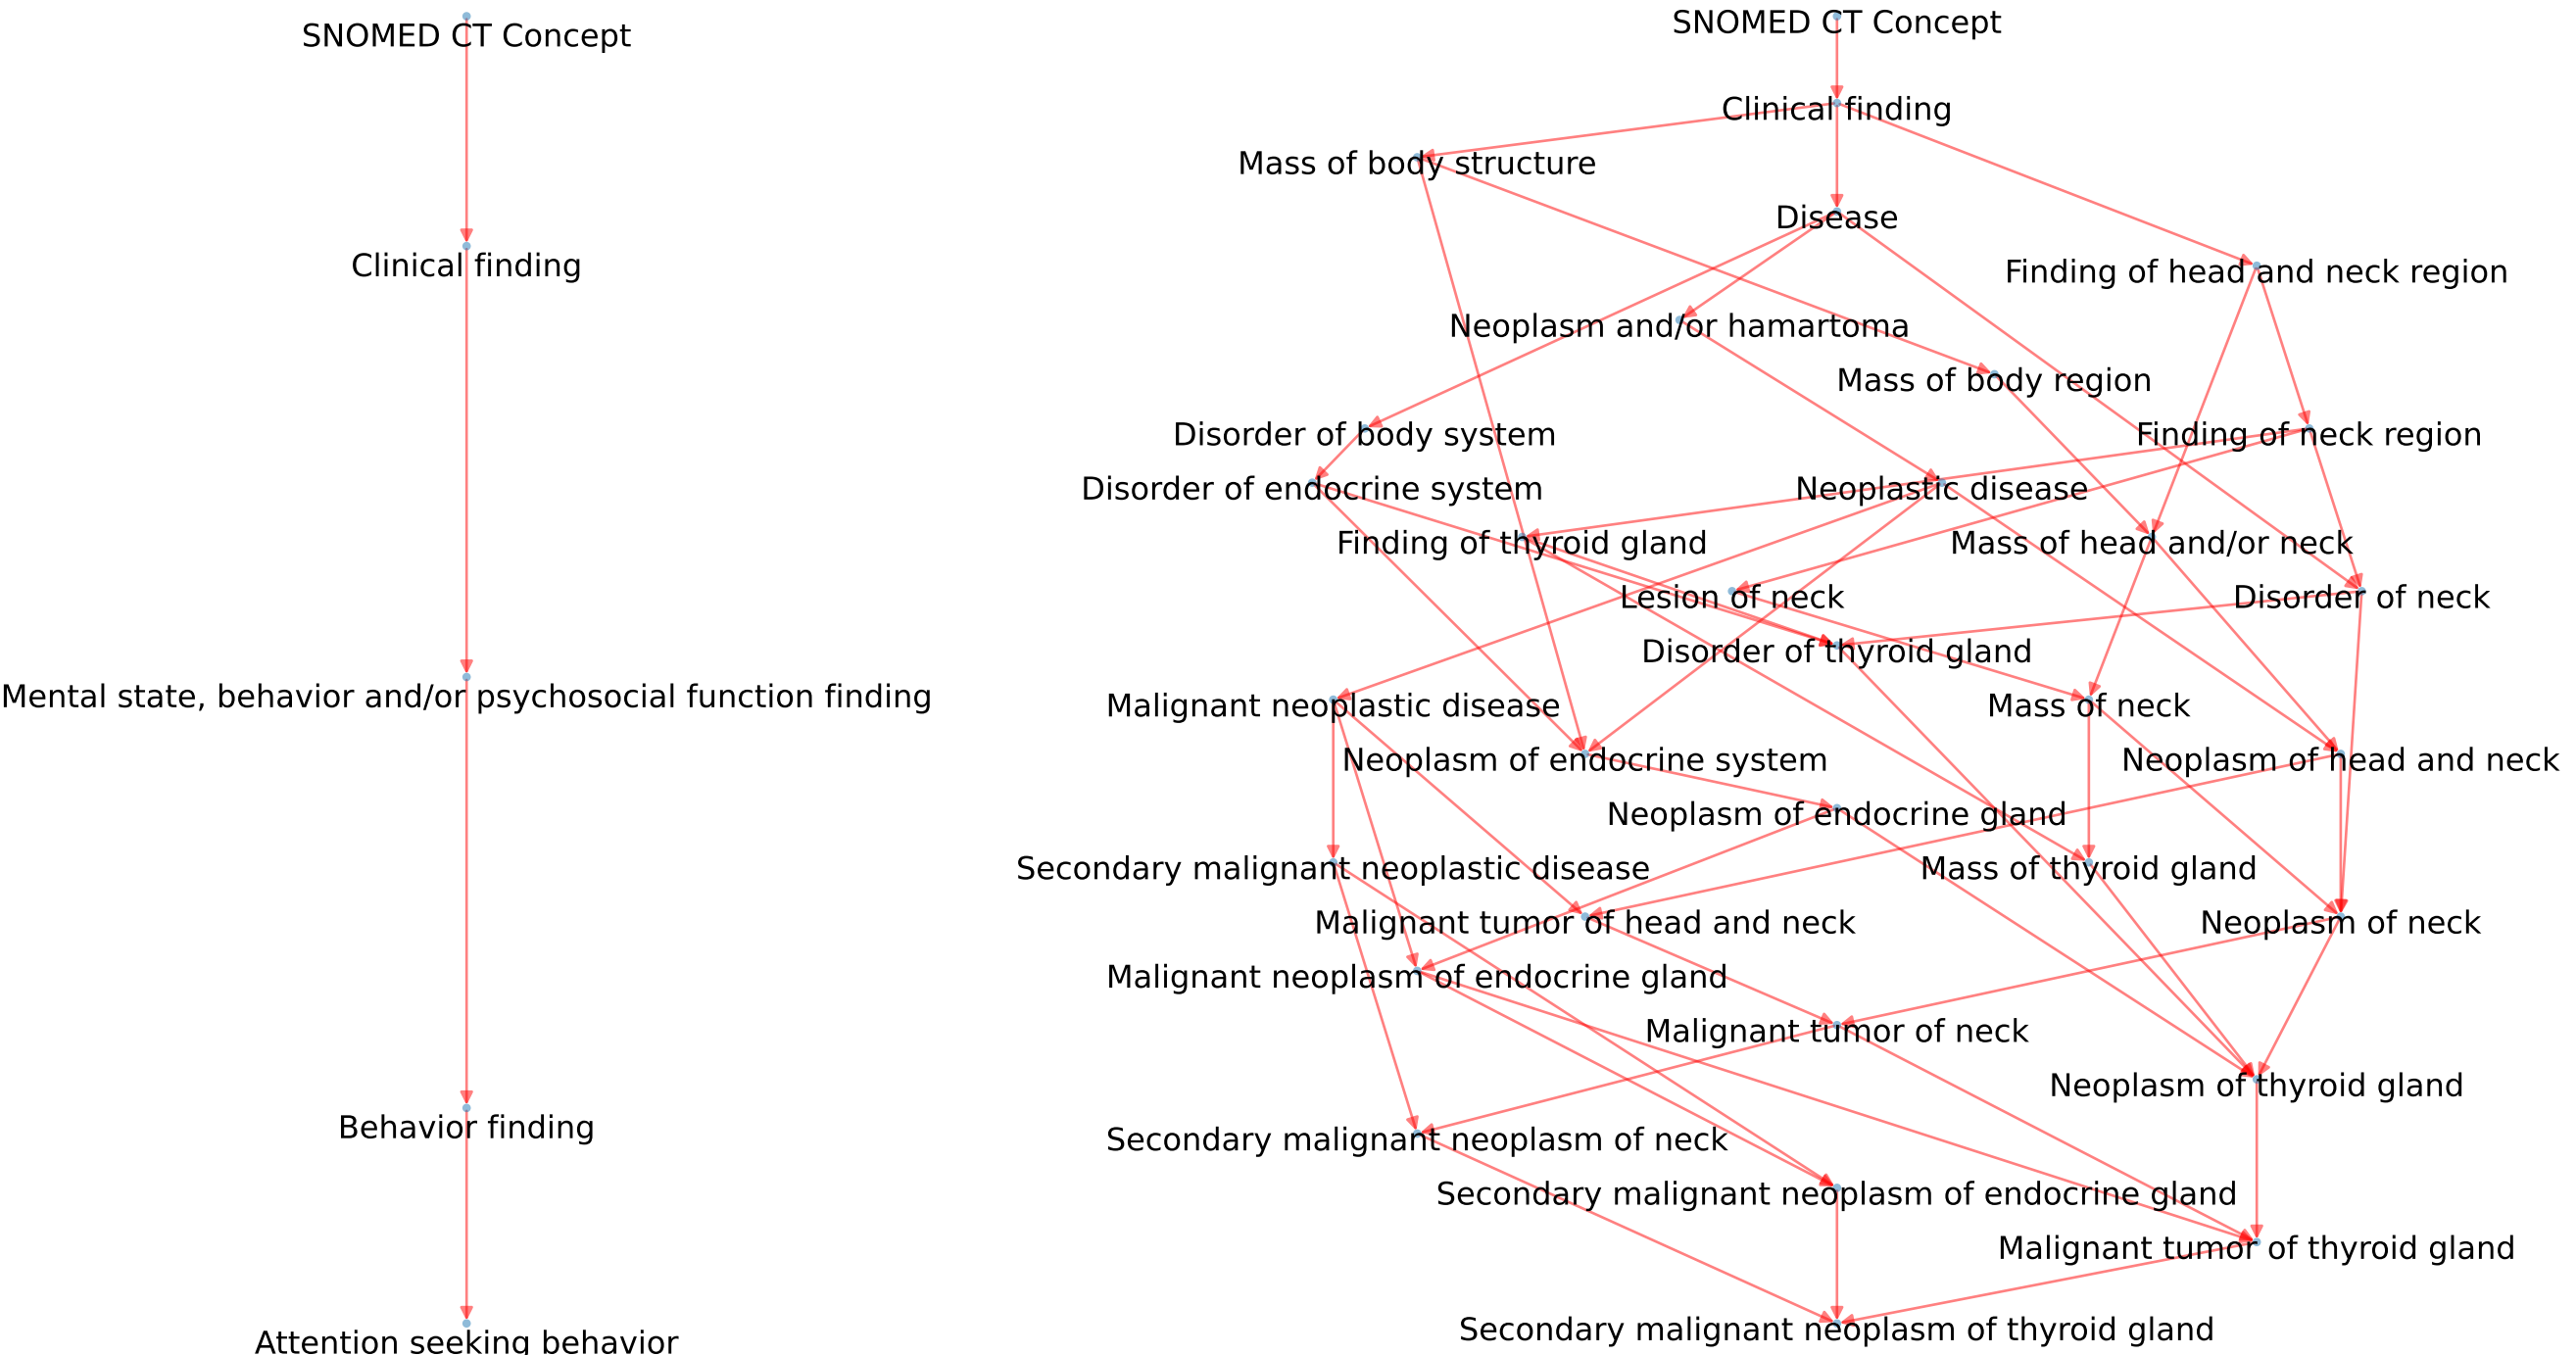 SNOMED CT Concept
Clinical finding
Mental state, behavior and/or psychosocial function finding
Behavior finding
Attention seeking behavior
SNOMED CT Concept
Clinical finding
Mass of body structure
Disease
Finding of head and neck region
Neoplasm and/or hamartoma
Mass of body region
Disorder of body system
Finding of neck region
Disorder of endocrine system
Neoplastic disease
Finding of thyroid gland
Mass of head and/or neck
Lesion of neck
Disorder of neck
Disorder of thyroid gland
Malignant neoplastic disease
Mass of neck
Neoplasm of endocrine system
Neoplasm of head and neck
Neoplasm of endocrine gland
Secondary malignant neoplastic disease
Mass of thyroid gland
Malignant tumor of head and neck
Neoplasm of neck
Malignant neoplasm of endocrine gland
Malignant tumor of neck
Neoplasm of thyroid gland
Secondary malignant neoplasm of neck
Secondary malignant neoplasm of endocrine gland
Malignant tumor of thyroid gland
Secondary malignant neoplasm of thyroid gland